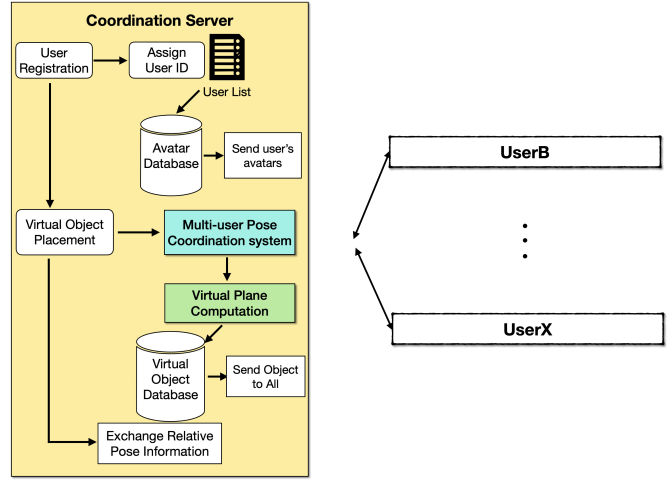 Coordination Server
User
Registration
Assign
User ID
User List
Avatar
Database
Send user's
avatars
Virtual Object
Placement
Multi-user Pose
Coordination system
Virtual Plane
Computation
Virtual
Object
Database
Send Object
to All
Exchange Relative
Pose Information
UserB
UserX